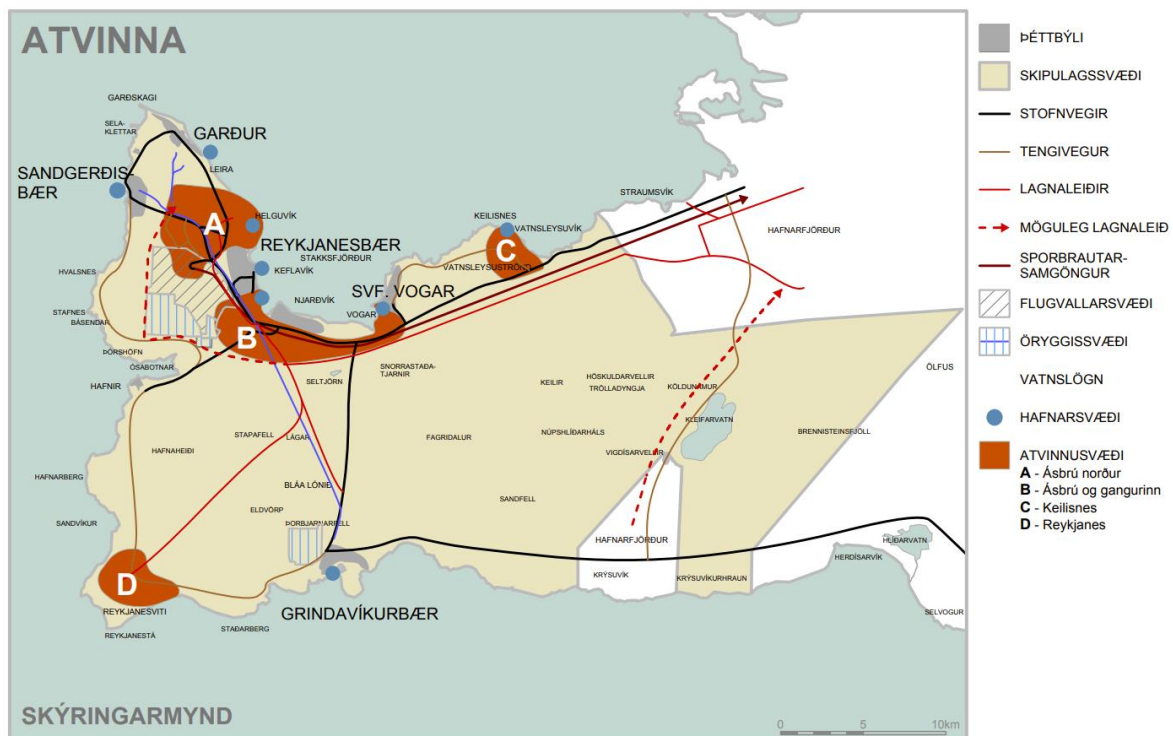 ATVINNA
GARÐSKAGI
SELA-
KLETTAR
GARÐUR
LEIRA
SANDGERÐIS-
BÆR
A
HELGUVÍK
REYKJANESBÆR
STAKKSFJÖRÐUR
KEFLAVÍK
HVALSNES
STAFNES
BÁSENDAR
NJARÐVÍK
B
SVF. VOGAR
VOGAR
KEILISNES
VATNSLEYSUVÍK
C
VATNSLEYSUSTRÖND
STRAUMSVÍK
HAFNARFJÖRÐUR
ÞÓRSHÖFN
ÓSABOTNAR
HAFNIR
SELTJÖRN
SNORRASTAÐA-
TJARNIR
KEILIR
HÖSKULDARVELLIR
TRÖLLADYNGJA
KÖLDUNÁMUR
KLEIFARVATN
ÖLFUS
STAPAFELL
LÁGAR
FAGRIDALUR
NÚPSHLÍÐARHÁLS
BRENNISTEINSFJÖLL
HAFNAHEIÐI
VIGDÍSARVELLIR
HAFNARBERG
BLÁA LÓNIÐ
ELDVÖRP
SANDFELL
SANDVÍKUR
ÞORBJARNARFELL
HAFNARFJÖRÐUR
HLÍÐARVATN
HERDÍSARVÍK
D
KRÝSUVÍK
KRÝSUVÍKURHRAUN
REYKJANESVITI
GRINDAVÍKURBÆR
SELVOGUR
STAÐARBERG
REYKJANESTÁ
SKÝRINGARMYND
0 5 10km
ÞÉTTBÝLI
SKIPULAGSSVÆÐI
STOFNVEGIR
TENGIVEGUR
LAGNALEIÐIR
MÖGULEG LAGNALEIÐ
SPORBRAUTAR-
SAMGÖNGUR
FLUGVALLARSVÆÐI
ÖRYGGISSVÆÐI
VATNSLÖGN
HAFNARSVÆÐI
ATVINNUSVÆÐI
A - Ásbrú norður
B - Ásbrú og gangurinn
C - Keilisnes
D - Reykjanes